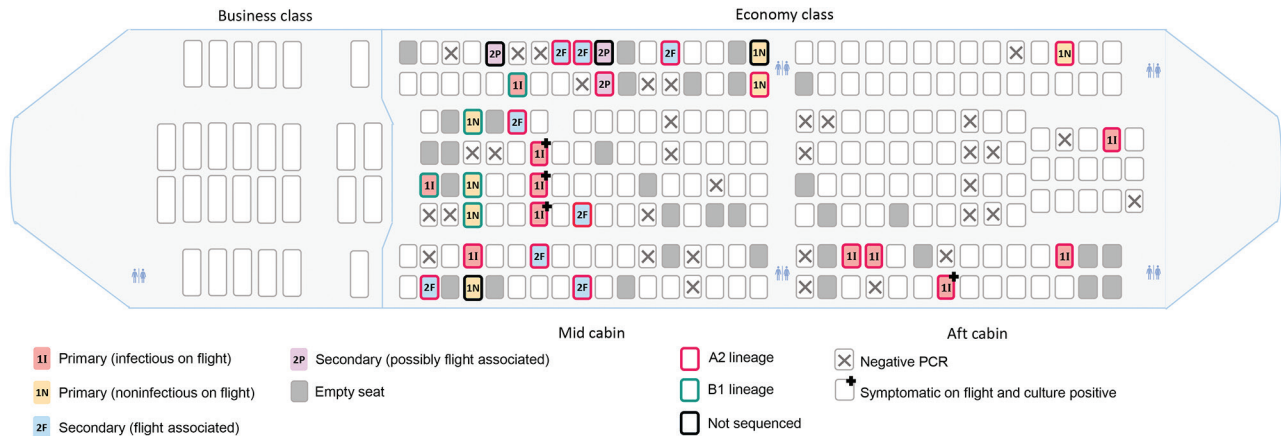 Business class
Economy class
2P 2F 2F 2P 2F 1N 1N
1I 2P 1N
1N 2F
1I 1I
1I 1N 1I
1N 1I 2F
1I 2F 1I 1I 1I
2F 1N 2F 1I
Mid cabin
Aft cabin
1I Primary (infectious on flight)
1N Primary (noninfectious on flight)
2F Secondary (flight associated)
2P Secondary (possibly flight associated)
Empty seat
A2 lineage
B1 lineage
Not sequenced
Negative PCR
Symptomatic on flight and culture positive